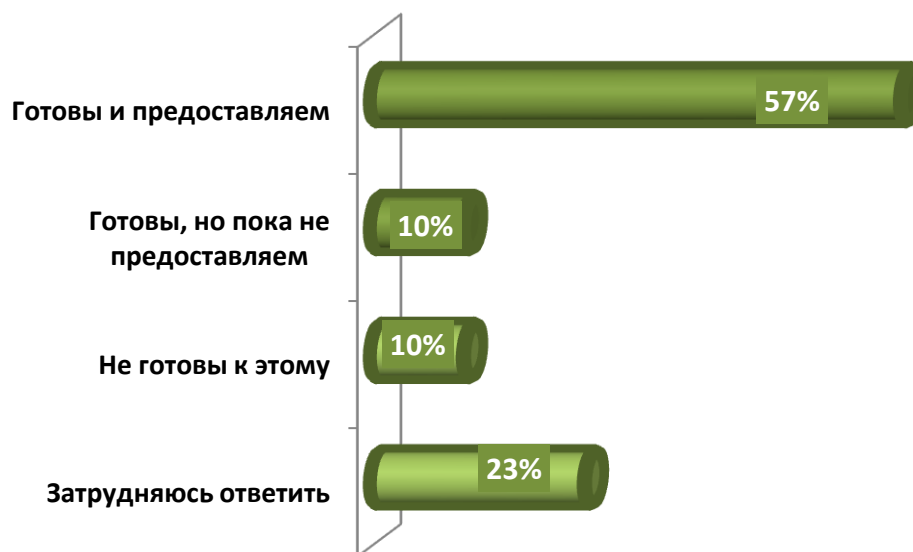 Готовы и предоставляем
57%
Готовы, но пока не
предоставляем
10%
Не готовы к этому
10%
Затрудняюсь ответить
23%